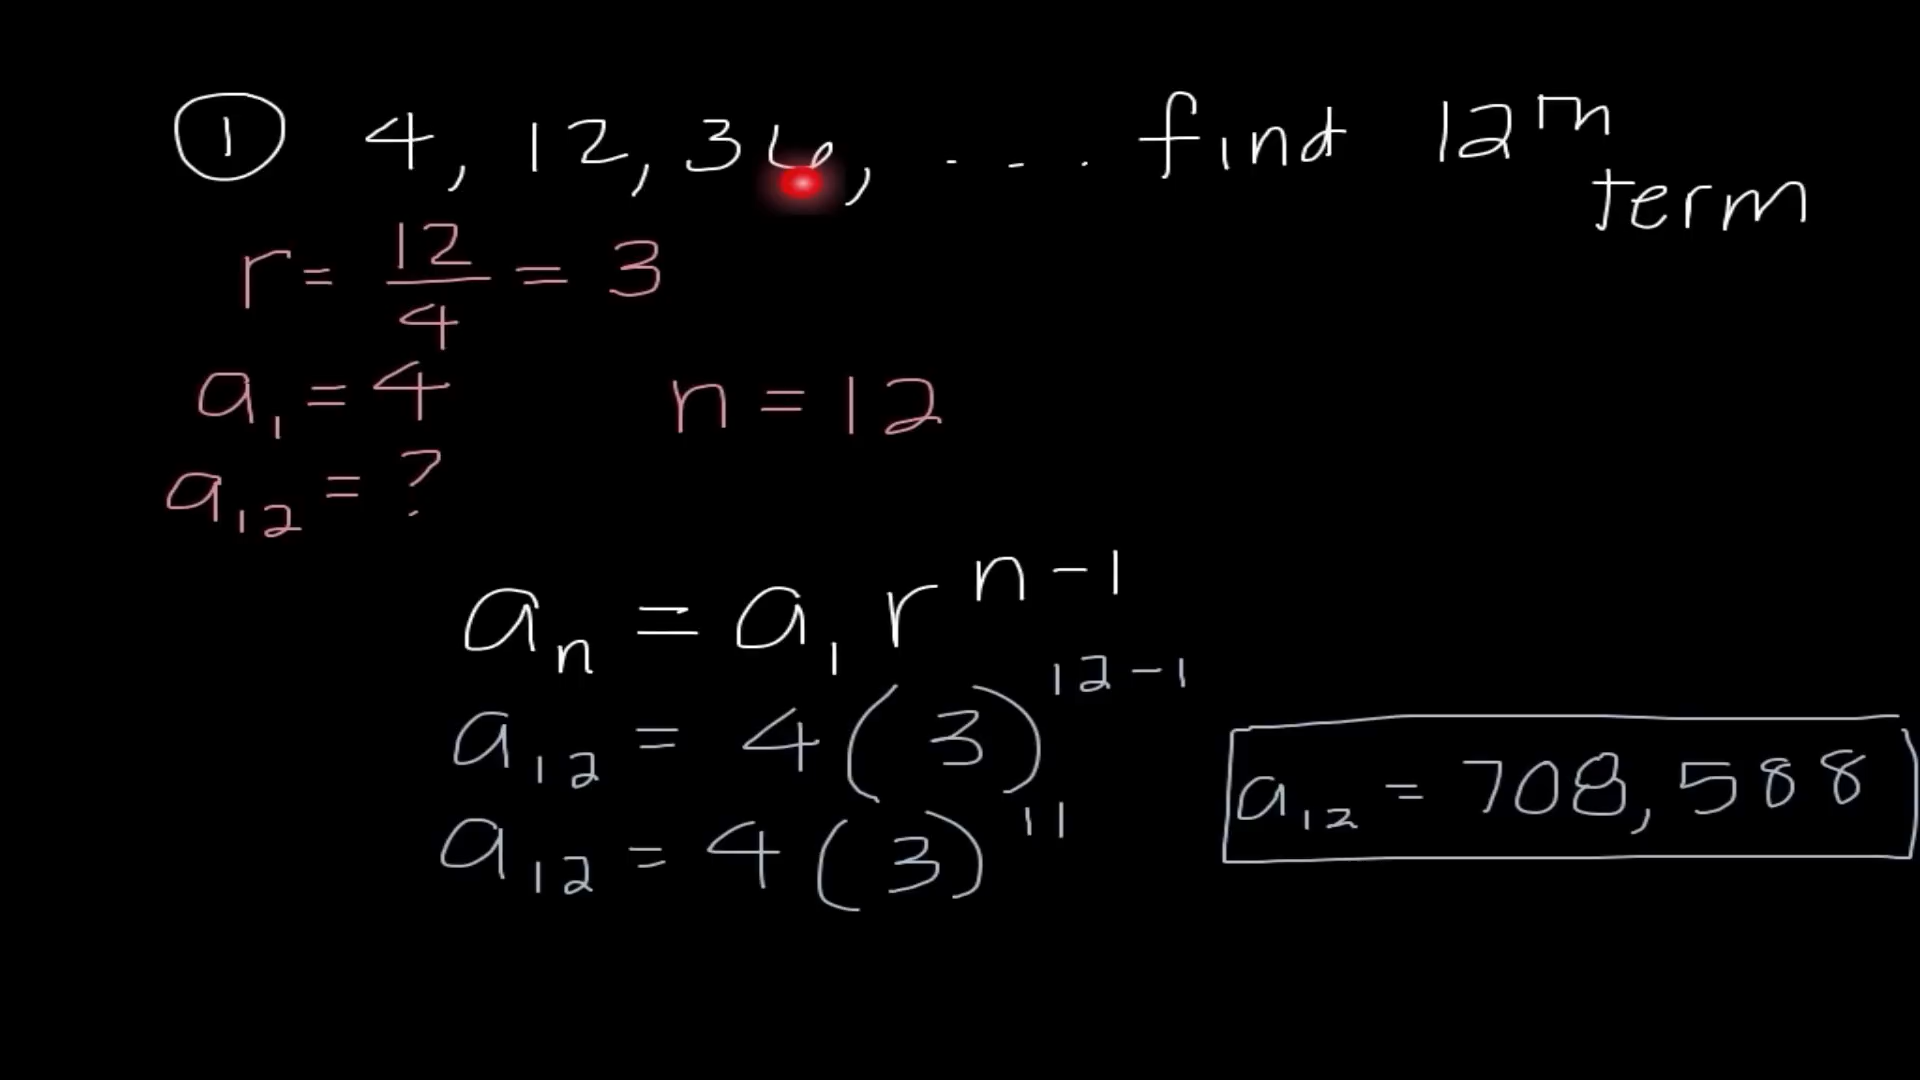 ① 4, 12, 36, . . . find 12th
term
r = 12/4 = 3
a₁ = 4 n = 12
a₁₂ = ?
aₙ = a₁ rⁿ⁻¹
a₁₂ = 4(3)¹²⁻¹
a₁₂ = 708,588
a₁₂ = 4(3)¹¹